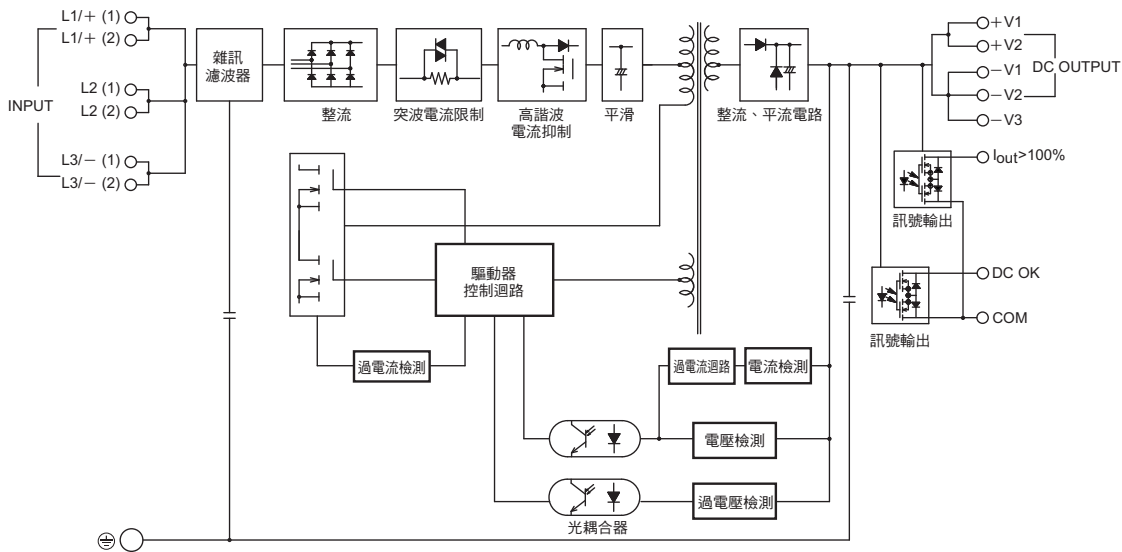 L1/+ (1)
L1/+ (2)
L2 (1)
L2 (2)
INPUT
L3/− (1)
L3/− (2)
雜訊
濾波器
整流
突波電流限制
高諧波
電流抑制
平滑
整流、平流電路
+V1
+V2
−V1
−V2
−V3
DC OUTPUT
Iout>100%
訊號輸出
DC OK
COM
訊號輸出
驅動器
控制迴路
過電流檢測
過電流迴路
電流檢測
電壓檢測
過電壓檢測
光耦合器